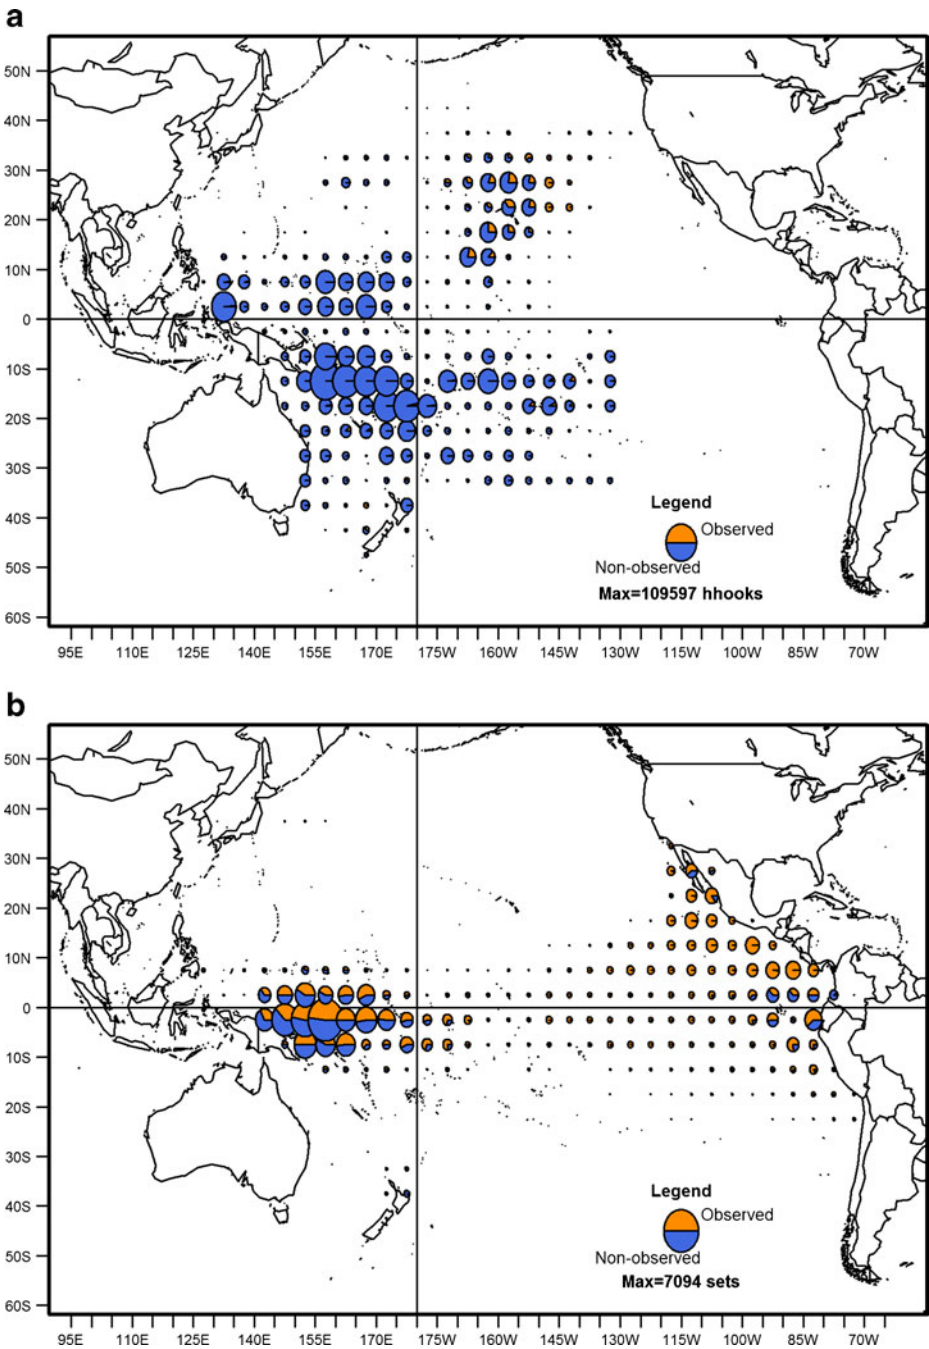 a
50N
40N
30N
20N
10N
0
10S
20S
30S
40S
50S
60S
Legend
Observed
Non-observed
Max=109597 hhooks
95E 110E 125E 140E 155E 170E 175W 160W 145W 130W 115W 100W 85W 70W
b
50N
40N
30N
20N
10N
0
10S
20S
30S
40S
50S
60S
Legend
Observed
Non-observed
Max=7094 sets
95E 110E 125E 140E 155E 170E 175W 160W 145W 130W 115W 100W 85W 70W